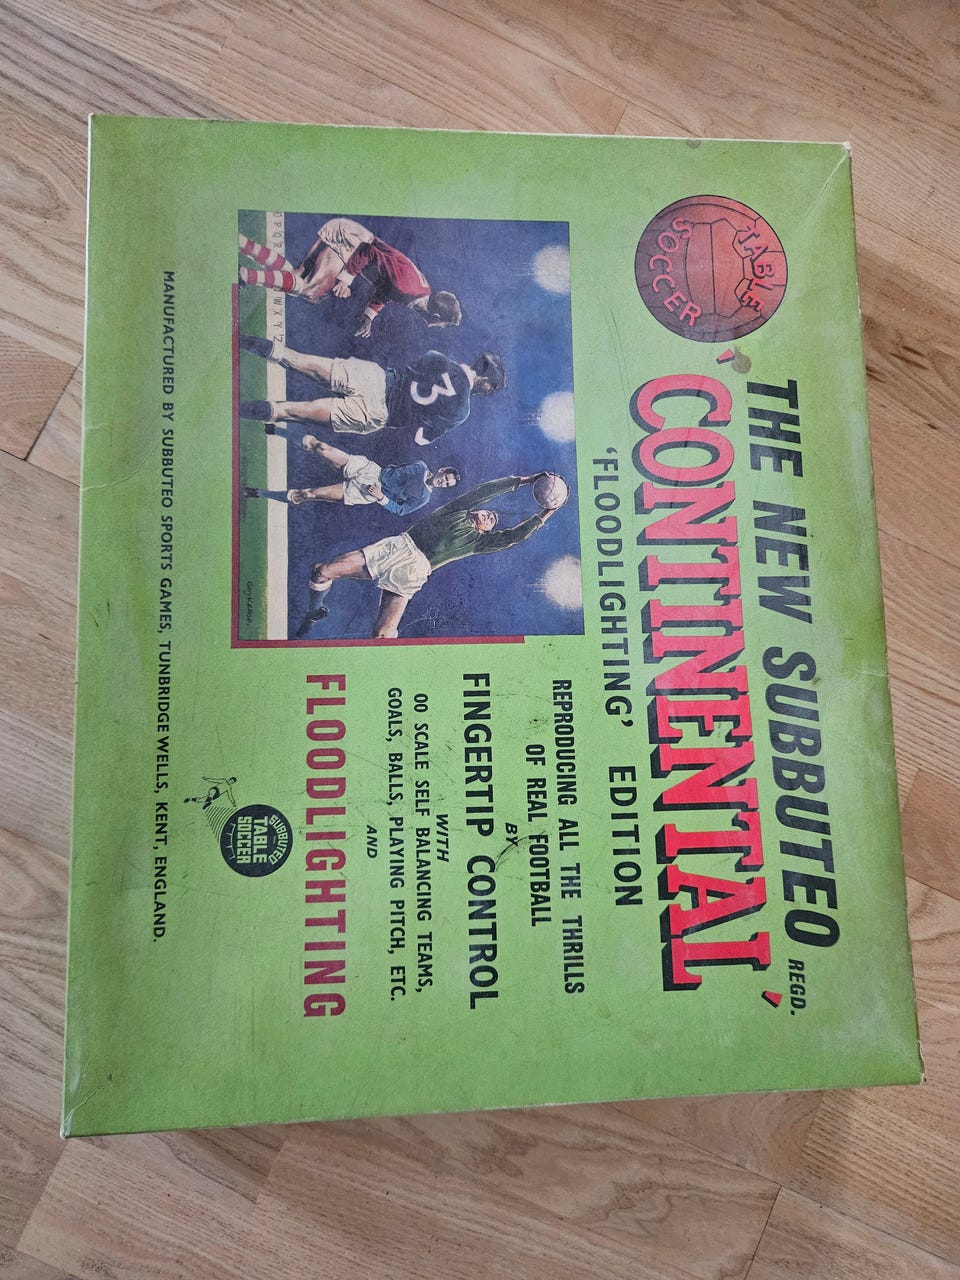 TABLE
SOCCER
THE NEW SUBBUTEO REGD.
'CONTINENTAL'
'FLOODLIGHTING' EDITION
REPRODUCING ALL THE THRILLS
OF REAL FOOTBALL
BY
FINGERTIP CONTROL
WITH
OO SCALE SELF BALANCING TEAMS,
GOALS, BALLS, PLAYING PITCH, ETC.
AND
FLOODLIGHTING
3
W X Y Z
SUBBUTEO
TABLE
SOCCER
MANUFACTURED BY SUBBUTEO SPORTS GAMES, TUNBRIDGE WELLS, KENT, ENGLAND.